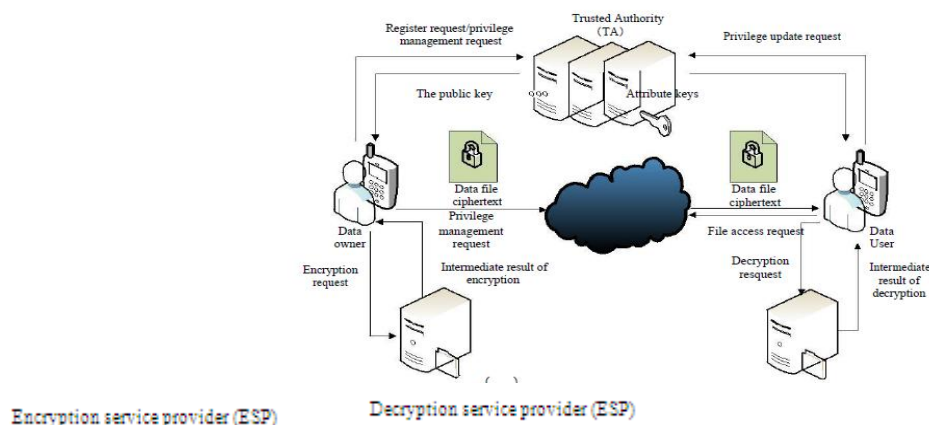 Trusted Authority
(TA)
Register request/privilege
management request
Privilege update request
The public key
Attribute keys
Data file
ciphertext
Privilege
management
request
Data file
ciphertext
File access request
Data
owner
Data
User
Encryption
request
Intermediate result of
encryption
Decryption
resquest
Intermediate
result of
decryption
Encryption service provider (ESP)
Decryption service provider (ESP)